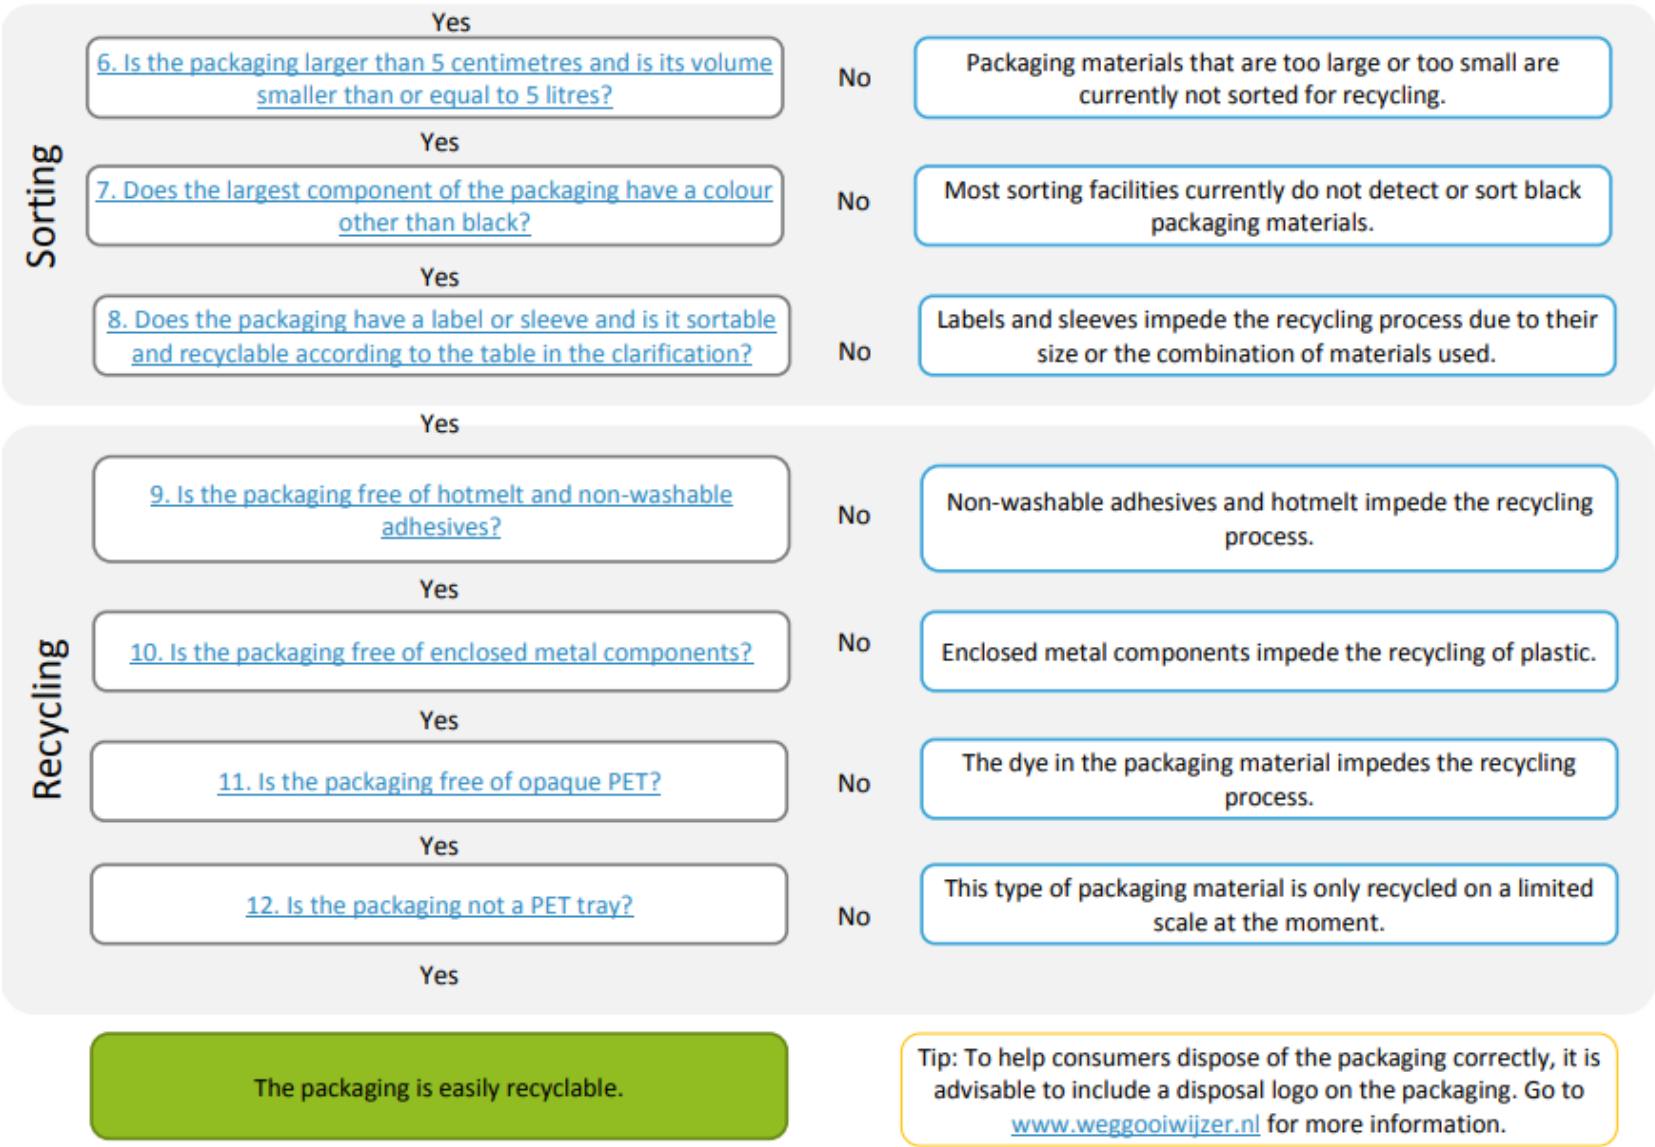 Yes
6. Is the packaging larger than 5 centimetres and is its volume
smaller than or equal to 5 litres?
No
Packaging materials that are too large or too small are
currently not sorted for recycling.
Yes
Sorting
7. Does the largest component of the packaging have a colour
other than black?
No
Most sorting facilities currently do not detect or sort black
packaging materials.
Yes
8. Does the packaging have a label or sleeve and is it sortable
and recyclable according to the table in the clarification?
No
Labels and sleeves impede the recycling process due to their
size or the combination of materials used.
Yes
9. Is the packaging free of hotmelt and non-washable
adhesives?
No
Non-washable adhesives and hotmelt impede the recycling
process.
Yes
Recycling
10. Is the packaging free of enclosed metal components?
No
Enclosed metal components impede the recycling of plastic.
Yes
11. Is the packaging free of opaque PET?
No
The dye in the packaging material impedes the recycling
process.
Yes
12. Is the packaging not a PET tray?
No
This type of packaging material is only recycled on a limited
scale at the moment.
Yes
The packaging is easily recyclable.
Tip: To help consumers dispose of the packaging correctly, it is
advisable to include a disposal logo on the packaging. Go to
www.weggooiwijzer.nl for more information.